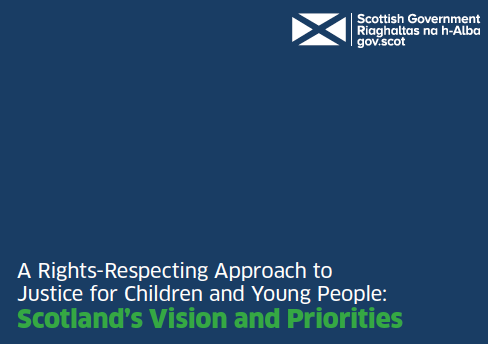 Scottish Government
Riaghaltas na h-Alba
gov.scot
A Rights-Respecting Approach to
Justice for Children and Young People:
Scotland's Vision and Priorities